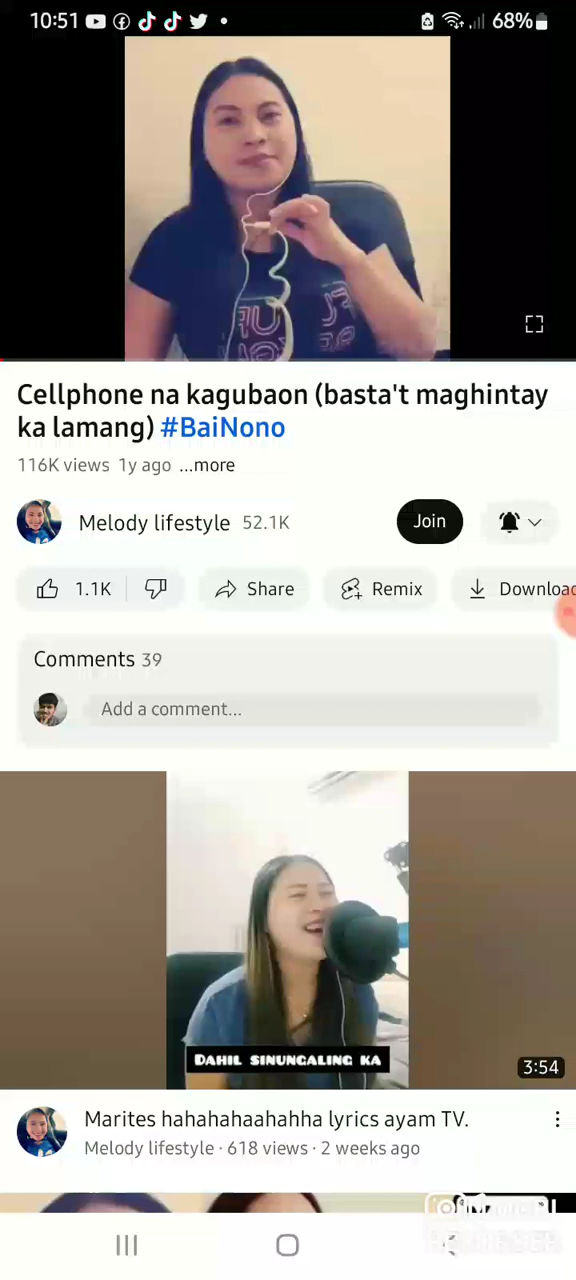 10:51
68%
Cellphone na kagubaon (basta't maghintay
ka lamang) #BaiNono
116K views 1y ago ...more
Melody lifestyle 52.1K
Join
1.1K
Share
Remix
Downloa
Comments 39
Add a comment...
DAHIL SINUNGALING KA
3:54
Marites hahahahaahahha lyrics ayam TV.
Melody lifestyle · 618 views · 2 weeks ago